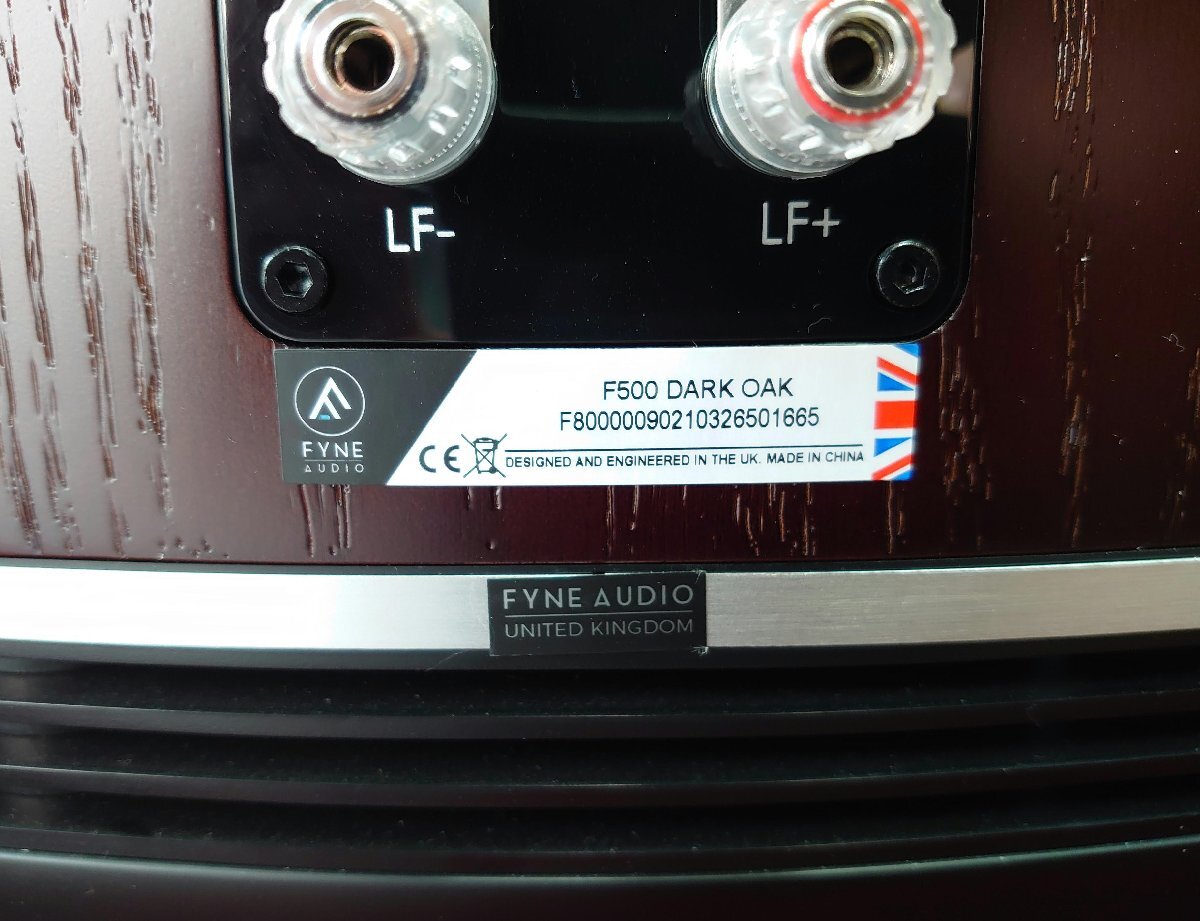 LF-
LF+
F500 DARK OAK
F80000090210326501665
FYNE
AUDIO
CE
DESIGNED AND ENGINEERED IN THE UK. MADE IN CHINA
FYNE AUDIO
UNITED KINGDOM